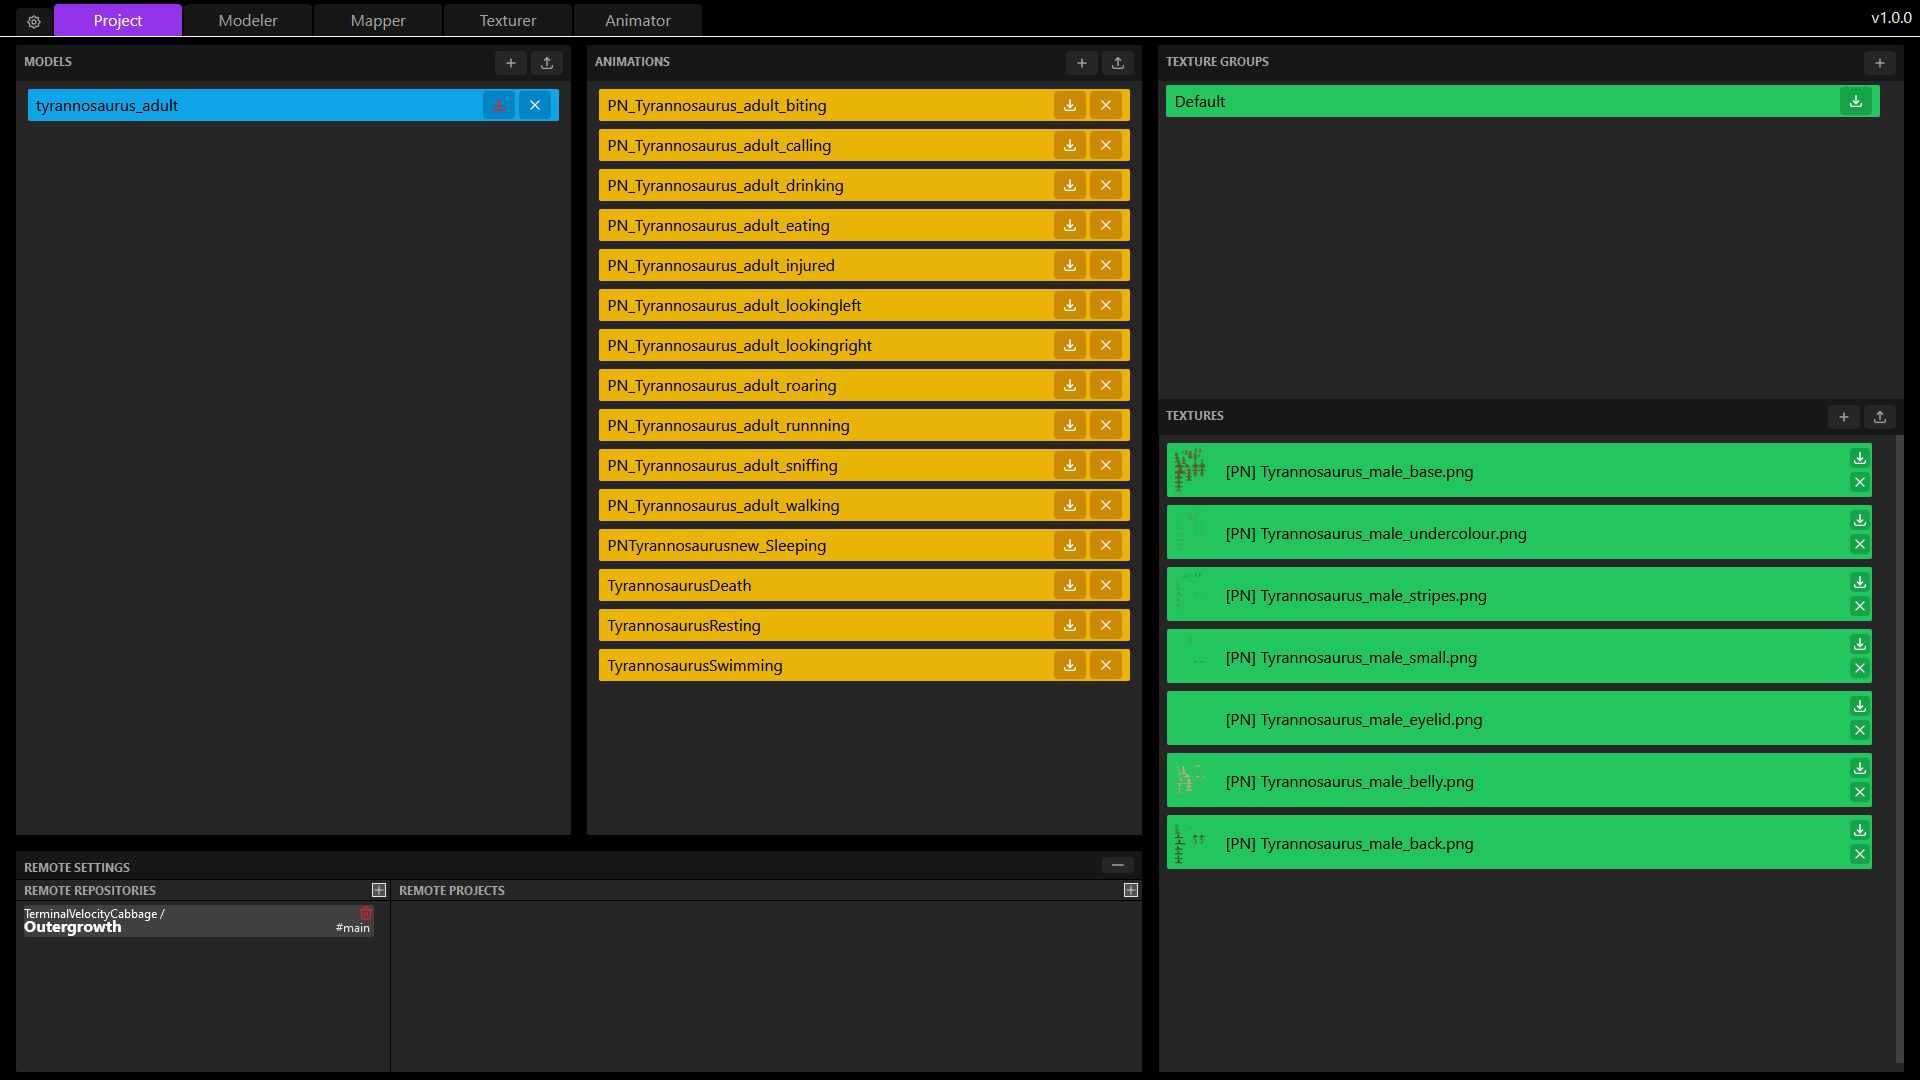 Project
Modeler
Mapper
Texturer
Animator
v1.0.0
MODELS
tyrannosaurus_adult
ANIMATIONS
PN_Tyrannosaurus_adult_biting
PN_Tyrannosaurus_adult_calling
PN_Tyrannosaurus_adult_drinking
PN_Tyrannosaurus_adult_eating
PN_Tyrannosaurus_adult_injured
PN_Tyrannosaurus_adult_lookingleft
PN_Tyrannosaurus_adult_lookingright
PN_Tyrannosaurus_adult_roaring
PN_Tyrannosaurus_adult_runnning
PN_Tyrannosaurus_adult_sniffing
PN_Tyrannosaurus_adult_walking
PNTyrannosaurusnew_Sleeping
TyrannosaurusDeath
TyrannosaurusResting
TyrannosaurusSwimming
TEXTURE GROUPS
Default
TEXTURES
[PN] Tyrannosaurus_male_base.png
[PN] Tyrannosaurus_male_undercolour.png
[PN] Tyrannosaurus_male_stripes.png
[PN] Tyrannosaurus_male_small.png
[PN] Tyrannosaurus_male_eyelid.png
[PN] Tyrannosaurus_male_belly.png
[PN] Tyrannosaurus_male_back.png
REMOTE SETTINGS
REMOTE REPOSITORIES
TerminalVelocityCabbage /
Outergrowth
#main
REMOTE PROJECTS